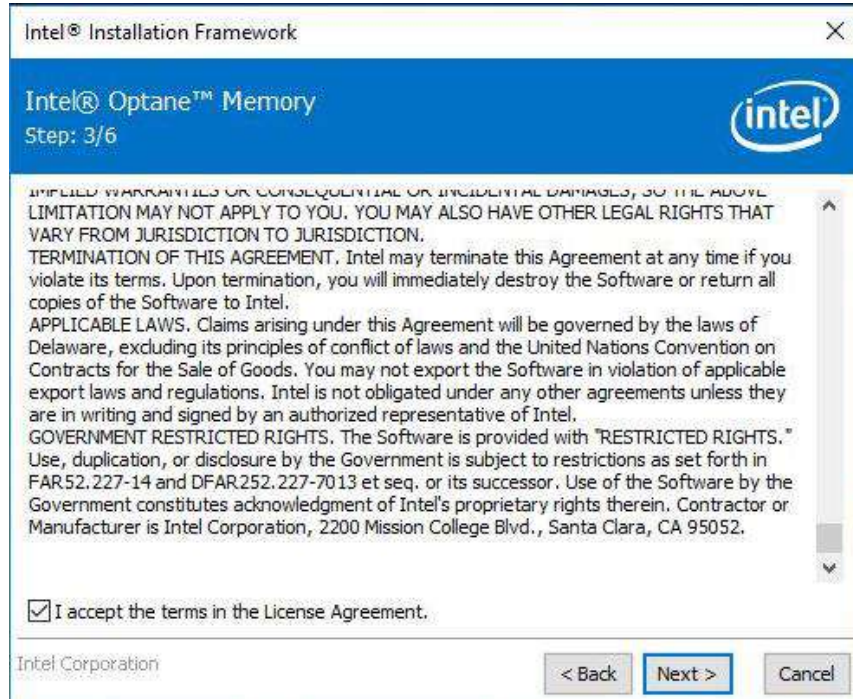 Intel® Installation Framework
Intel® Optane™ Memory
Step: 3/6
intel
IMPLIED WARRANTIES OR CONSEQUENTIAL OR INCIDENTAL DAMAGES, SO THE ABOVE
LIMITATION MAY NOT APPLY TO YOU. YOU MAY ALSO HAVE OTHER LEGAL RIGHTS THAT
VARY FROM JURISDICTION TO JURISDICTION.
TERMINATION OF THIS AGREEMENT. Intel may terminate this Agreement at any time if you
violate its terms. Upon termination, you will immediately destroy the Software or return all
copies of the Software to Intel.
APPLICABLE LAWS. Claims arising under this Agreement will be governed by the laws of
Delaware, excluding its principles of conflict of laws and the United Nations Convention on
Contracts for the Sale of Goods. You may not export the Software in violation of applicable
export laws and regulations. Intel is not obligated under any other agreements unless they
are in writing and signed by an authorized representative of Intel.
GOVERNMENT RESTRICTED RIGHTS. The Software is provided with "RESTRICTED RIGHTS."
Use, duplication, or disclosure by the Government is subject to restrictions as set forth in
FAR52.227-14 and DFAR252.227-7013 et seq. or its successor. Use of the Software by the
Government constitutes acknowledgment of Intel's proprietary rights therein. Contractor or
Manufacturer is Intel Corporation, 2200 Mission College Blvd., Santa Clara, CA 95052.
I accept the terms in the License Agreement.
Intel Corporation
< Back Next > Cancel